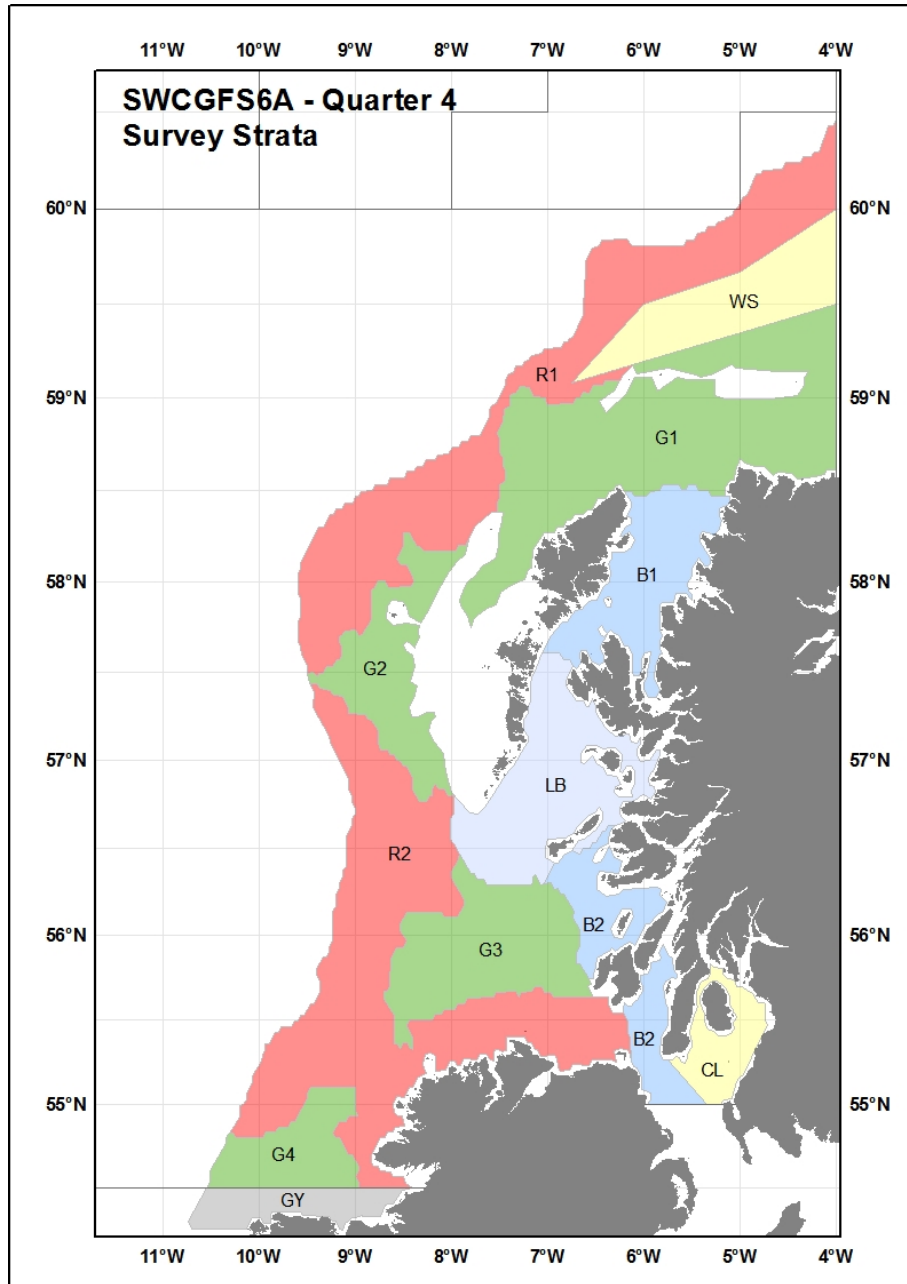 11°W 10°W 9°W 8°W 7°W 6°W 5°W 4°W
SWCGFS6A - Quarter 4
Survey Strata
60°N 60°N
WS
R1
59°N 59°N
G1
58°N 58°N
B1
G2
57°N 57°N
LB
R2
56°N 56°N
B2
G3
B2
CL
55°N 55°N
G4
GY
11°W 10°W 9°W 8°W 7°W 6°W 5°W 4°W